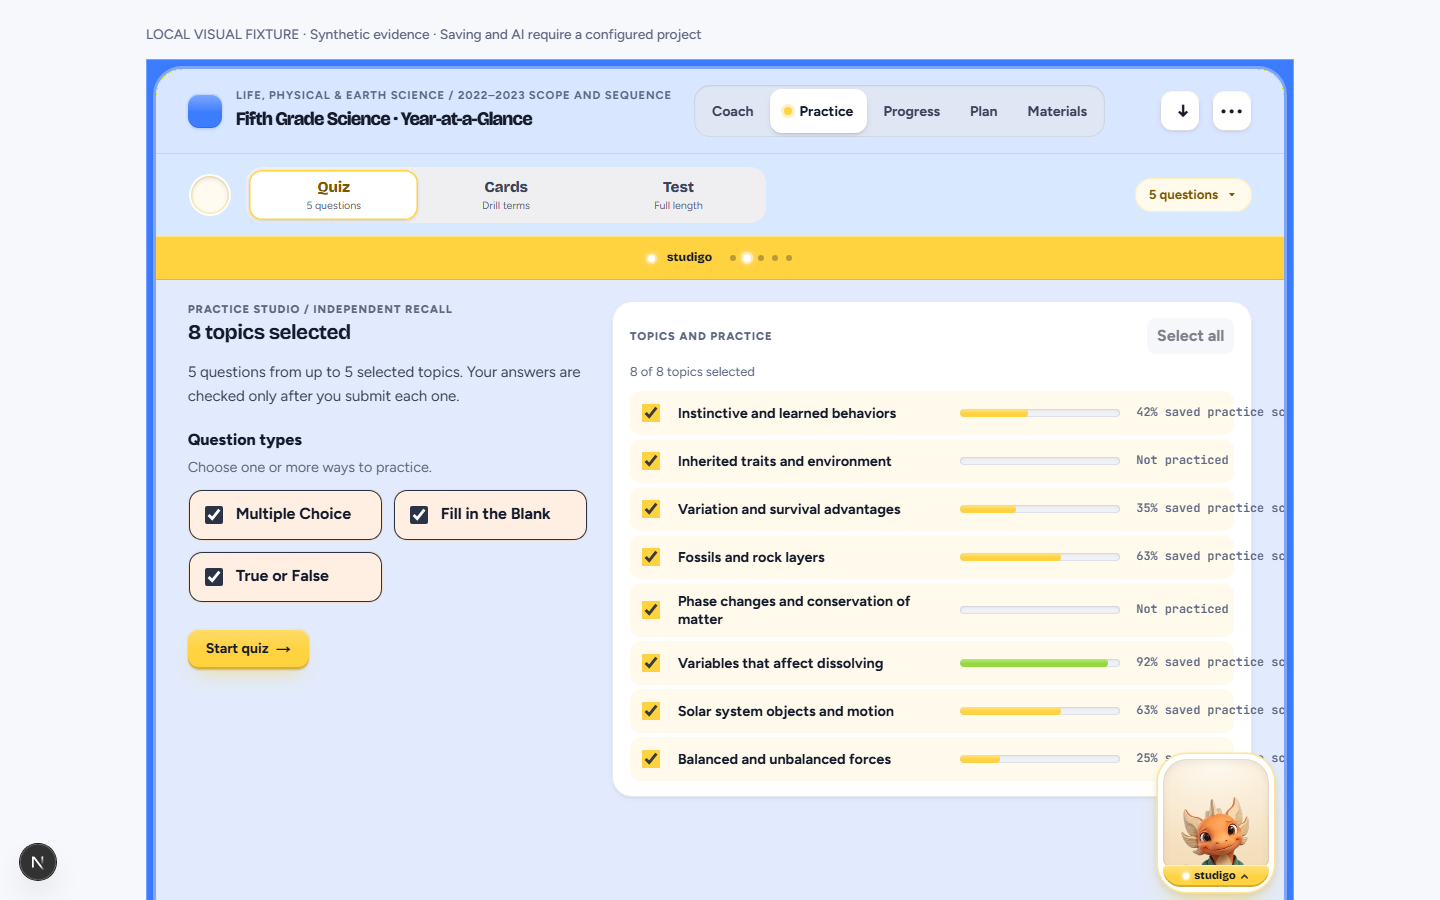 LOCAL VISUAL FIXTURE · Synthetic evidence · Saving and AI require a configured project
LIFE, PHYSICAL & EARTH SCIENCE / 2022–2023 SCOPE AND SEQUENCE
Fifth Grade Science · Year-at-a-Glance
Coach
Practice
Progress
Plan
Materials
Quiz
5 questions
Cards
Drill terms
Test
Full length
5 questions
studigo
PRACTICE STUDIO / INDEPENDENT RECALL
8 topics selected
5 questions from up to 5 selected topics. Your answers are
checked only after you submit each one.
Question types
Choose one or more ways to practice.
Multiple Choice
Fill in the Blank
True or False
Start quiz →
TOPICS AND PRACTICE
Select all
8 of 8 topics selected
Instinctive and learned behaviors
42% saved practice sc
Inherited traits and environment
Not practiced
Variation and survival advantages
35% saved practice sc
Fossils and rock layers
63% saved practice sc
Phase changes and conservation of
matter
Not practiced
Variables that affect dissolving
92% saved practice sc
Solar system objects and motion
63% saved practice sc
Balanced and unbalanced forces
25%
studigo
N